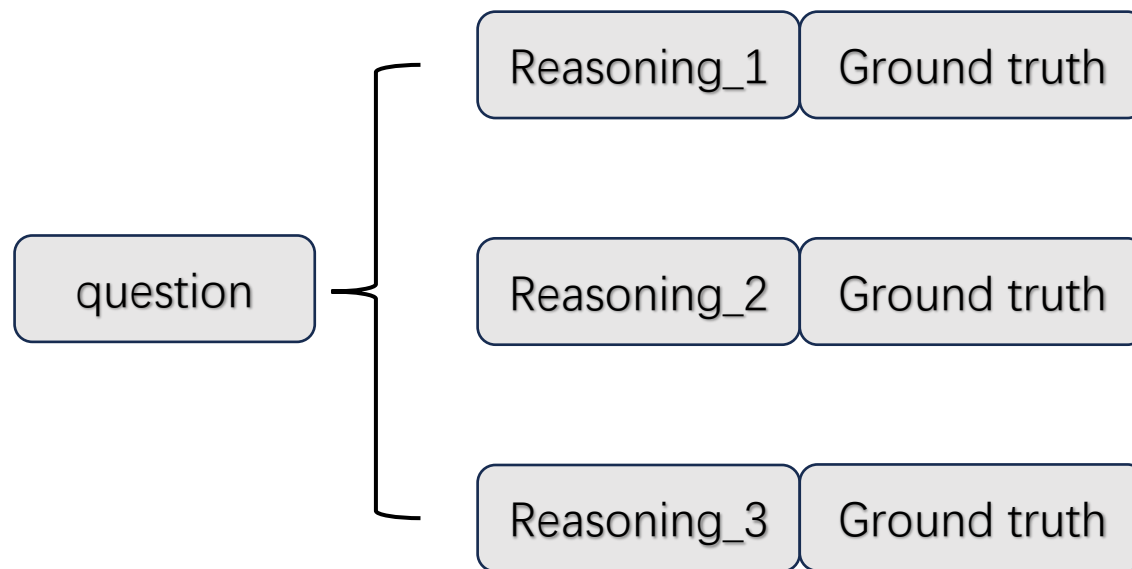 Reasoning_1 Ground truth
question
Reasoning_2 Ground truth
Reasoning_3 Ground truth